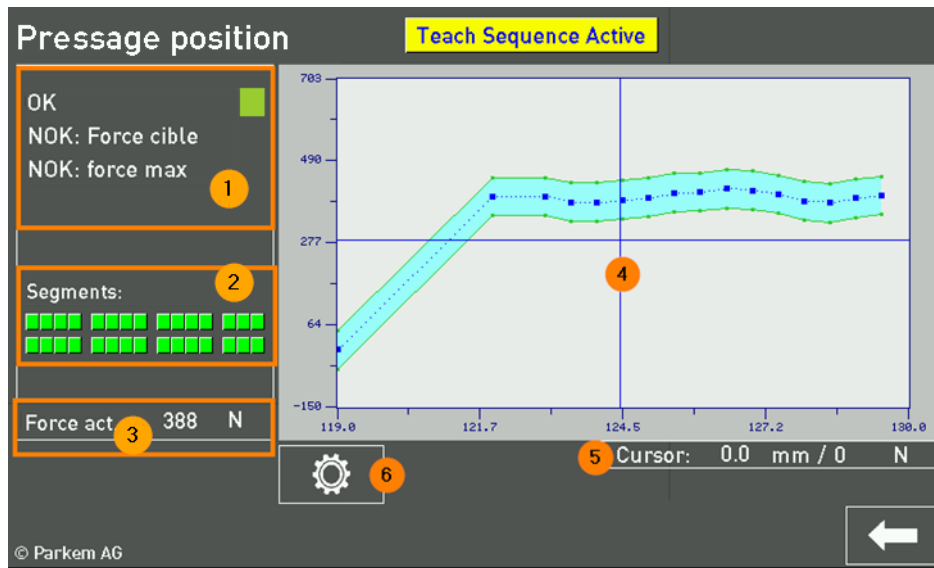 Pressage position
Teach Sequence Active
OK
NOK: Force cible
NOK: force max
1
2
Segments:
Force act. 388 N
3
703
490
277
64
-150
119.0 121.7 124.5 127.2 130.0
4
5 Cursor: 0.0 mm / 0 N
6
© Parkem AG